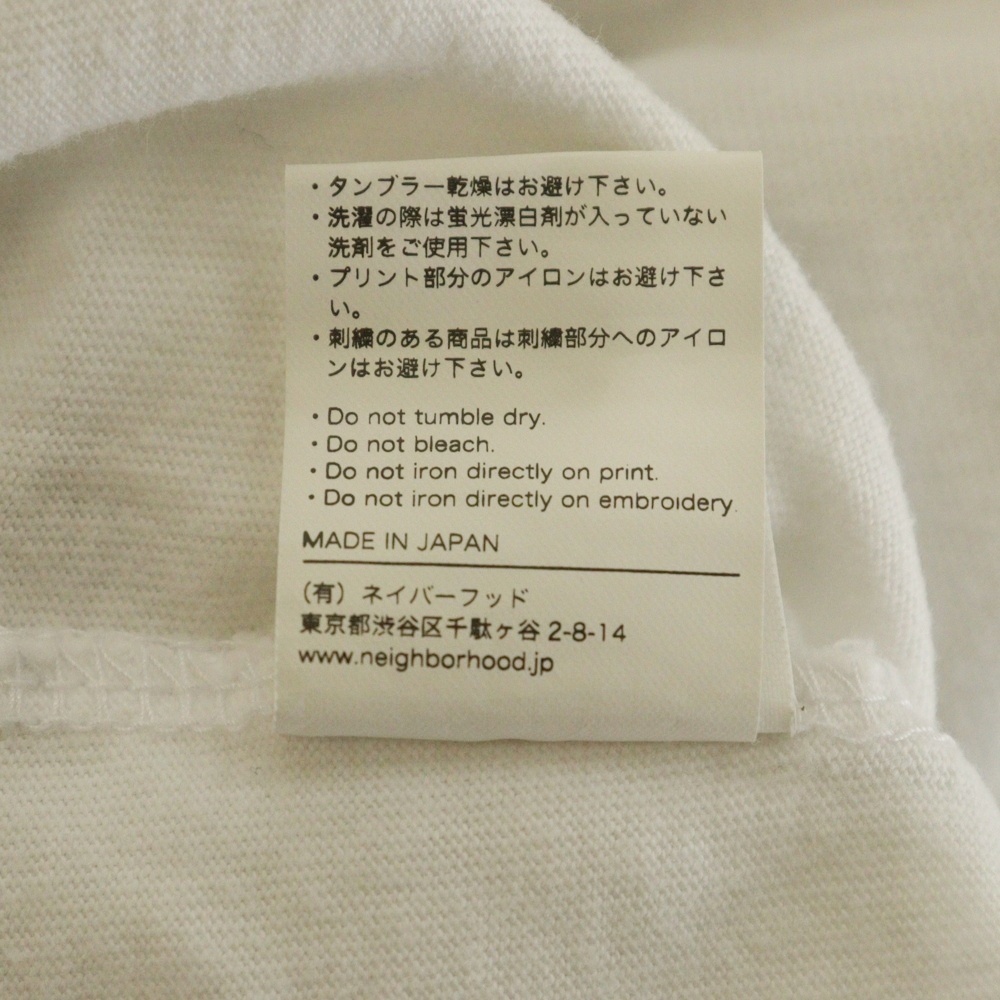 ・タンブラー乾燥はお避け下さい。
・洗濯の際は蛍光漂白剤が入っていない
洗剤をご使用下さい。
・プリント部分のアイロンはお避け下さ
い。
・刺繍のある商品は刺繍部分へのアイロ
ンはお避け下さい。
・Do not tumble dry.
・Do not bleach.
・Do not iron directly on print.
・Do not iron directly on embroidery.
MADE IN JAPAN
（有）ネイバーフッド
東京都渋谷区千駄ヶ谷 2-8-14
www.neighborhood.jp